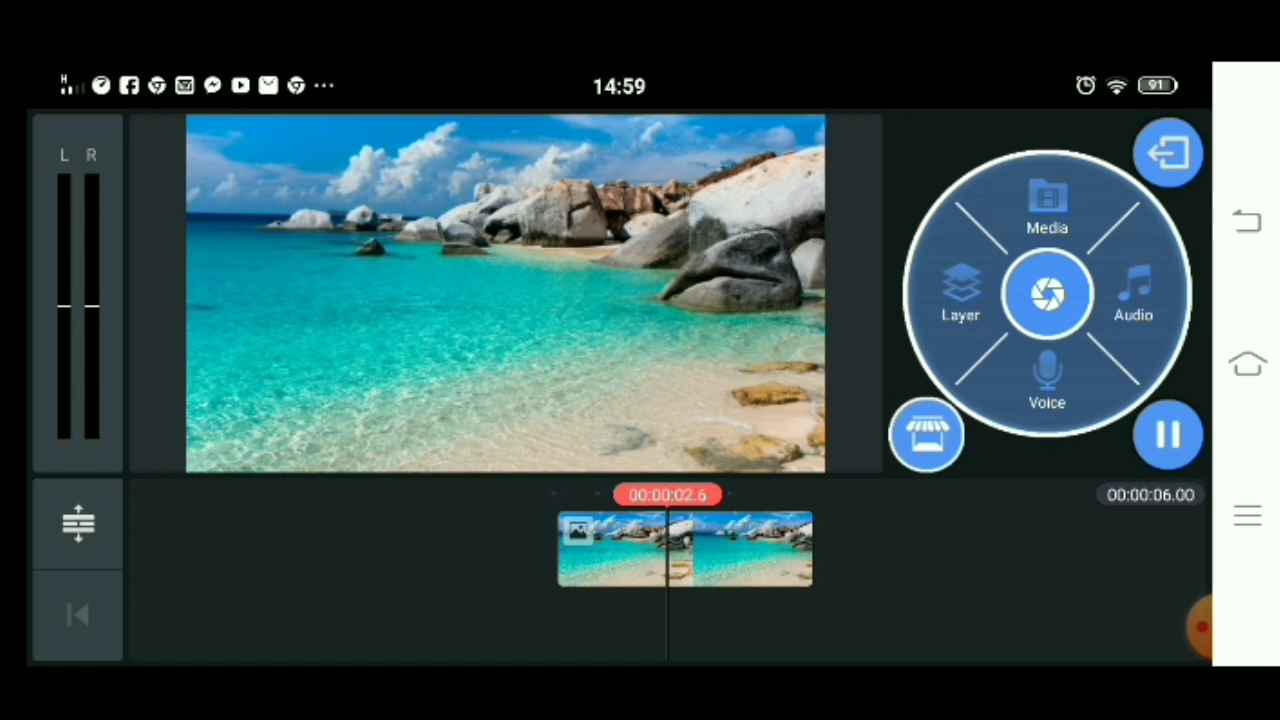 H
14:59
91
L R
Media
Layer
Audio
Voice
00:00:02.6
00:00:06.00